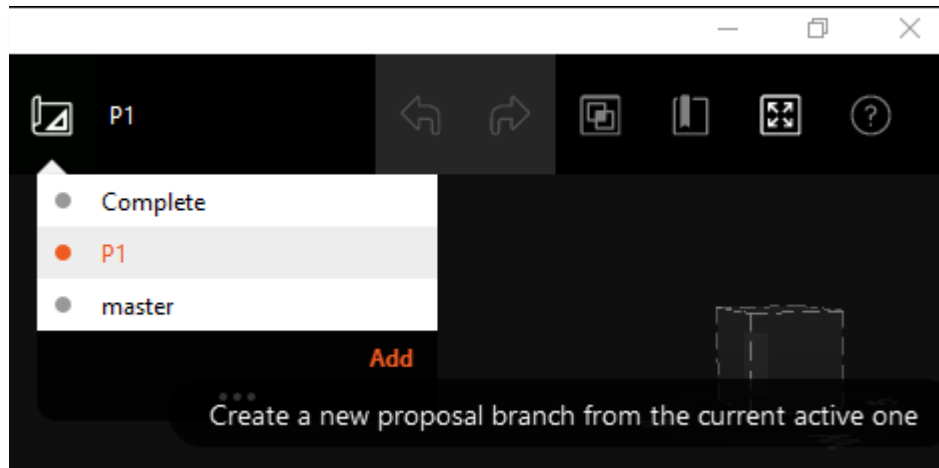 P1
Complete
P1
master
Add
Create a new proposal branch from the current active one